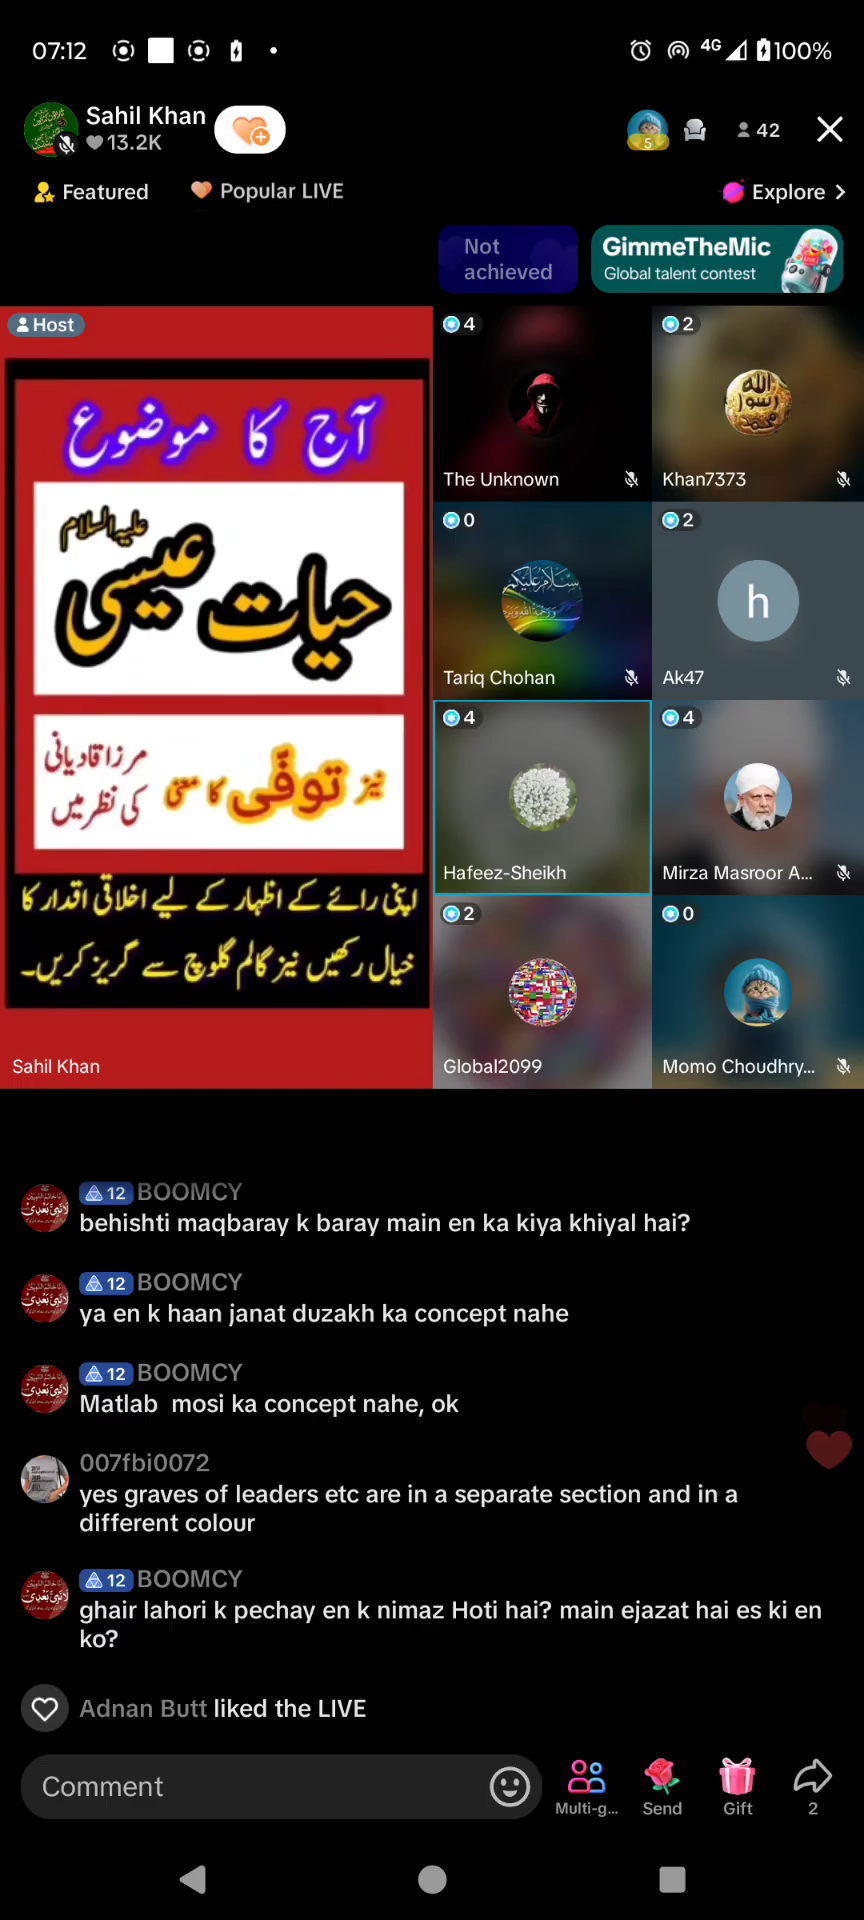 07:12
4G
100%
Sahil Khan
13.2K
5
42
Featured
Popular LIVE
Explore
Not
achieved
GimmeTheMic
Global talent contest
Host
آج کا موضوع
حیات عیسیٰ
علیہ السلام
نیز توفّی کا معنی
مرزا قادیانی
کی نظر میں
اپنی رائے کے اظہار کے لیے اخلاقی اقدار کا
خیال رکھیں نیز گالم گلوچ سے گریز کریں۔
Sahil Khan
4
The Unknown
2
الله
رسول
محمد
Khan7373
0
Tariq Chohan
2
h
Ak47
4
Hafeez-Sheikh
4
Mirza Masroor A...
2
Global2099
0
Momo Choudhry...
12 BOOMCY
behishti maqbaray k baray main en ka kiya khiyal hai?
12 BOOMCY
ya en k haan janat duzakh ka concept nahe
12 BOOMCY
Matlab mosi ka concept nahe, ok
007fbi0072
yes graves of leaders etc are in a separate section and in a
different colour
12 BOOMCY
ghair lahori k pechay en k nimaz Hoti hai? main ejazat hai es ki en
ko?
Adnan Butt liked the LIVE
Comment
Multi-g...
Send
Gift
2